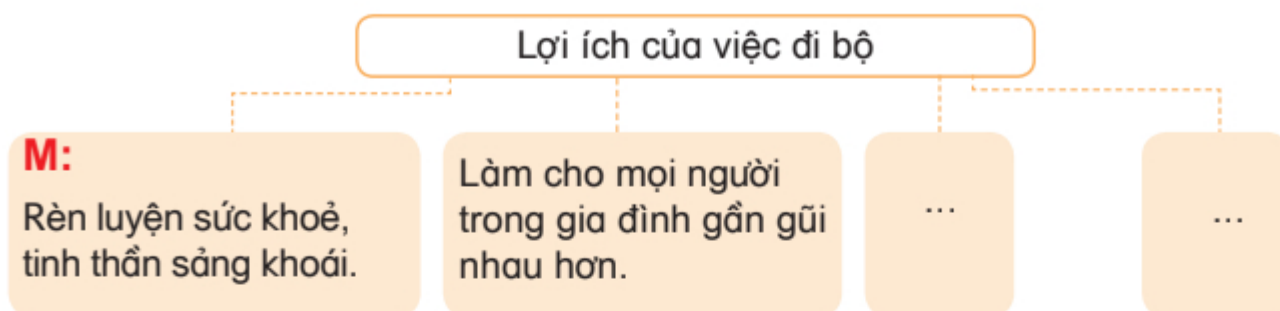 Lợi ích của việc đi bộ
M:
Rèn luyện sức khoẻ,
tinh thần sảng khoái.
Làm cho mọi người
trong gia đình gần gũi
nhau hơn.
...
...